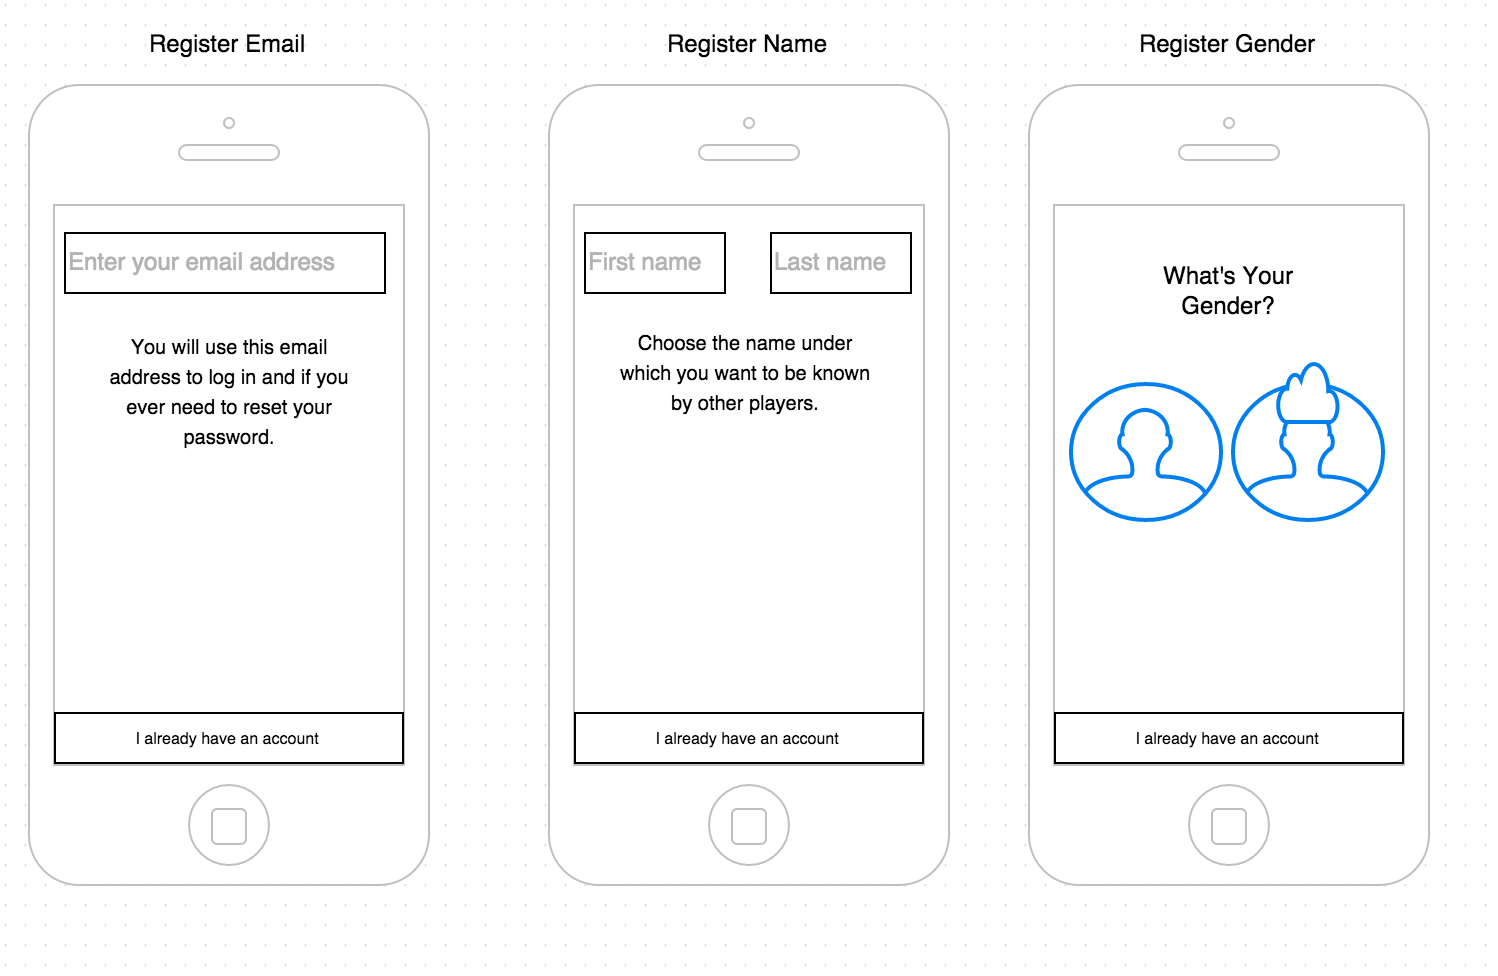 Register Email
Enter your email address
You will use this email
address to log in and if you
ever need to reset your
password.
I already have an account
Register Name
First name
Last name
Choose the name under
which you want to be known
by other players.
I already have an account
Register Gender
What's Your
Gender?
I already have an account